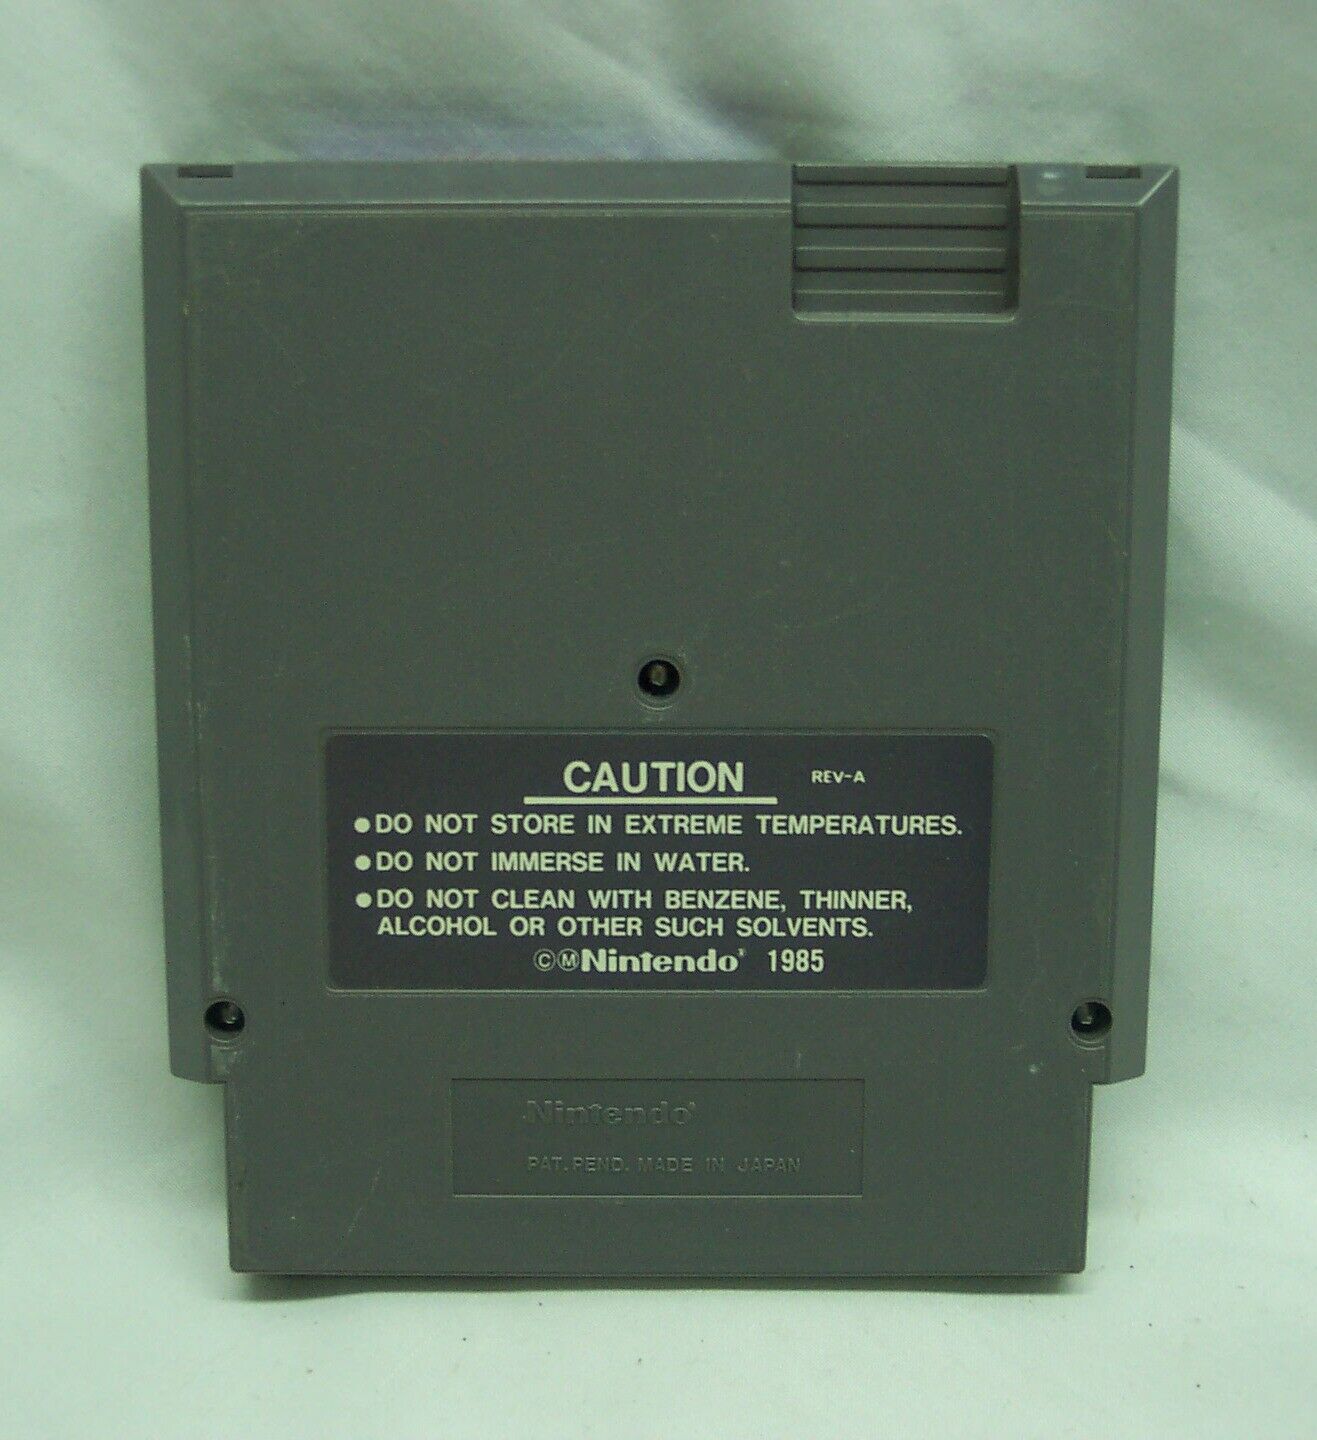 CAUTION REV-A
●DO NOT STORE IN EXTREME TEMPERATURES.
●DO NOT IMMERSE IN WATER.
●DO NOT CLEAN WITH BENZENE, THINNER,
ALCOHOL OR OTHER SUCH SOLVENTS.
©ⓂNintendo® 1985
Nintendo®
PAT. PEND. MADE IN JAPAN